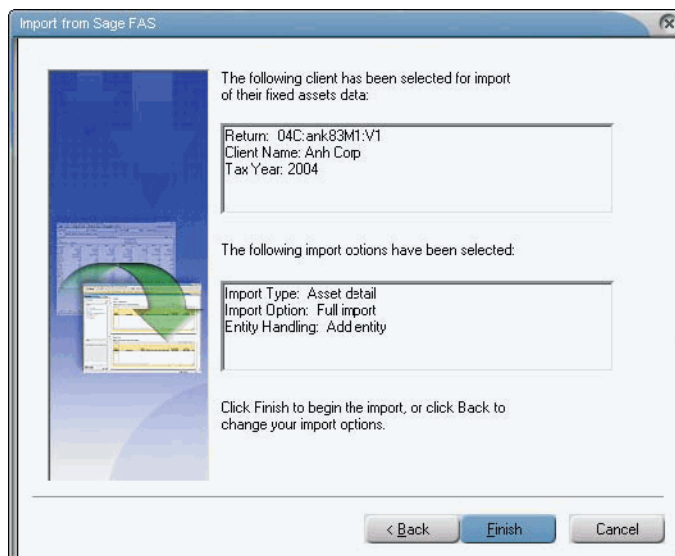 Import from Sage FAS
The following client has been selected for import
of their fixed assets data:
Return: 04C:ank83M1:V1
Client Name: Anh Corp
Tax Year: 2004
The following import options have been selected:
Import Type: Asset detail
Import Option: Full import
Entity Handling: Add entity
Click Finish to begin the import, or click Back to
change your import options.
< Back
Finish
Cancel